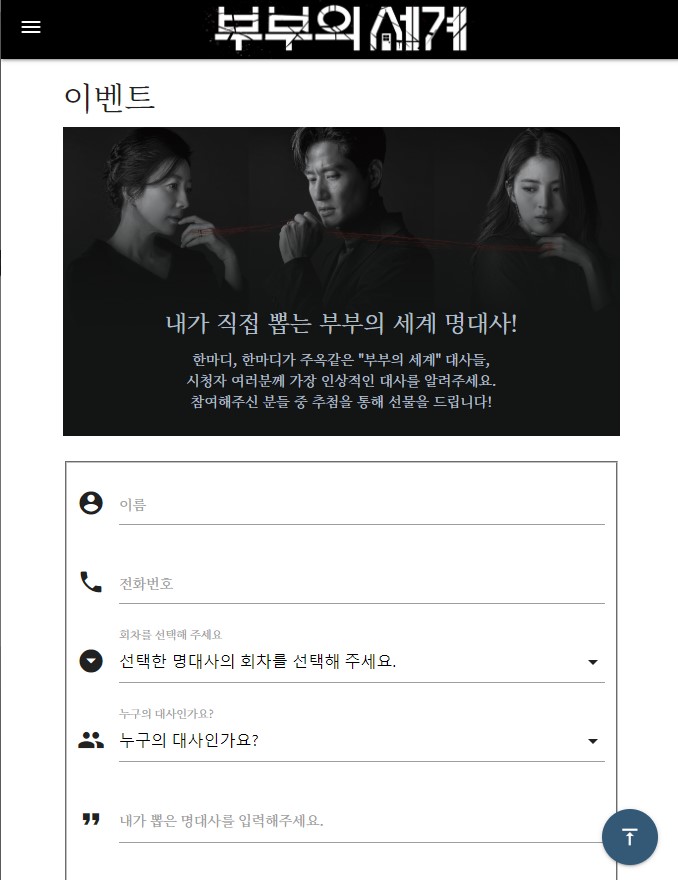 부부의 세계
이벤트
내가 직접 뽑는 부부의 세계 명대사!
한마디, 한마디가 주옥같은 "부부의 세계" 대사들,
시청자 여러분께 가장 인상적인 대사를 알려주세요.
참여해주신 분들 중 추첨을 통해 선물을 드립니다!
이름
전화번호
회차를 선택해 주세요
선택한 명대사의 회차를 선택해 주세요.
누구의 대사인가요?
누구의 대사인가요?
내가 뽑은 명대사를 입력해주세요.